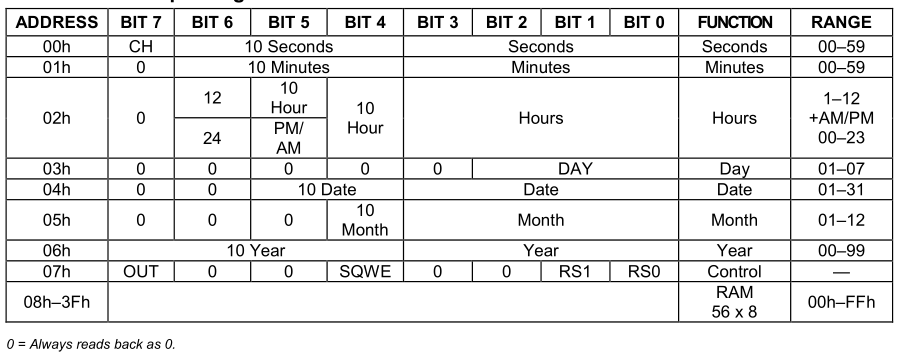 ADDRESS BIT 7 BIT 6 BIT 5 BIT 4 BIT 3 BIT 2 BIT 1 BIT 0 FUNCTION RANGE
00h CH 10 Seconds Seconds Seconds 00–59
01h 0 10 Minutes Minutes Minutes 00–59
02h 0 12 10 Hour 10 Hour Hours Hours 1–12 +AM/PM 00–23
24 PM/AM
03h 0 0 0 0 0 DAY Day 01–07
04h 0 0 10 Date Date Date 01–31
05h 0 0 0 10 Month Month Month 01–12
06h 10 Year Year Year 00–99
07h OUT 0 0 SQWE 0 0 RS1 RS0 Control —
08h–3Fh RAM 56 x 8 00h–FFh
0 = Always reads back as 0.